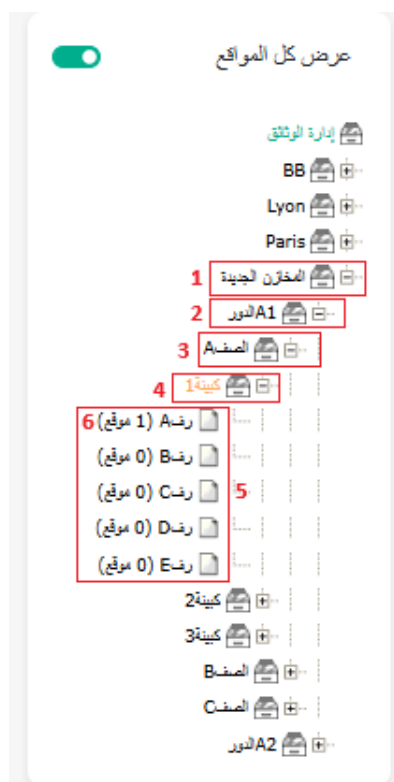 عرض كل المواقع
إدارة الوثائق
BB
Lyon
Paris
المخازن الجديدة 1
الدورA1 2
الصفA 3
كبينة1 4
رفA (1 موقع) 6
رفB (0 موقع)
رفC (0 موقع) 5
رفD (0 موقع)
رفE (0 موقع)
كبينة2
كبينة3
الصفB
الصفC
الدورA2